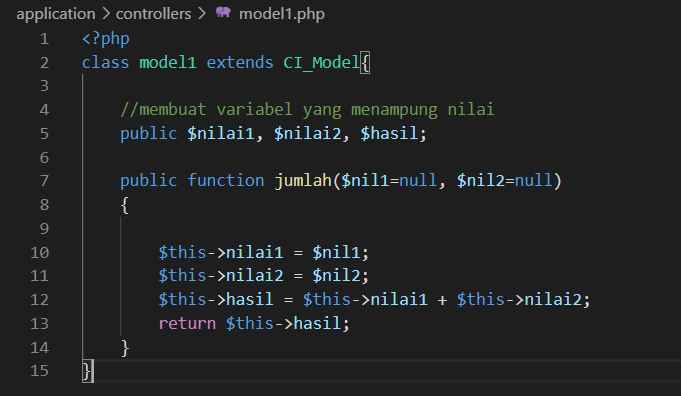 application > controllers > model1.php
1 <?php
2 class model1 extends CI_Model{
3
4 //membuat variabel yang menampung nilai
5 public $nilai1, $nilai2, $hasil;
6
7 public function jumlah($nil1=null, $nil2=null)
8 {
9
10 $this->nilai1 = $nil1;
11 $this->nilai2 = $nil2;
12 $this->hasil = $this->nilai1 + $this->nilai2;
13 return $this->hasil;
14 }
15 }